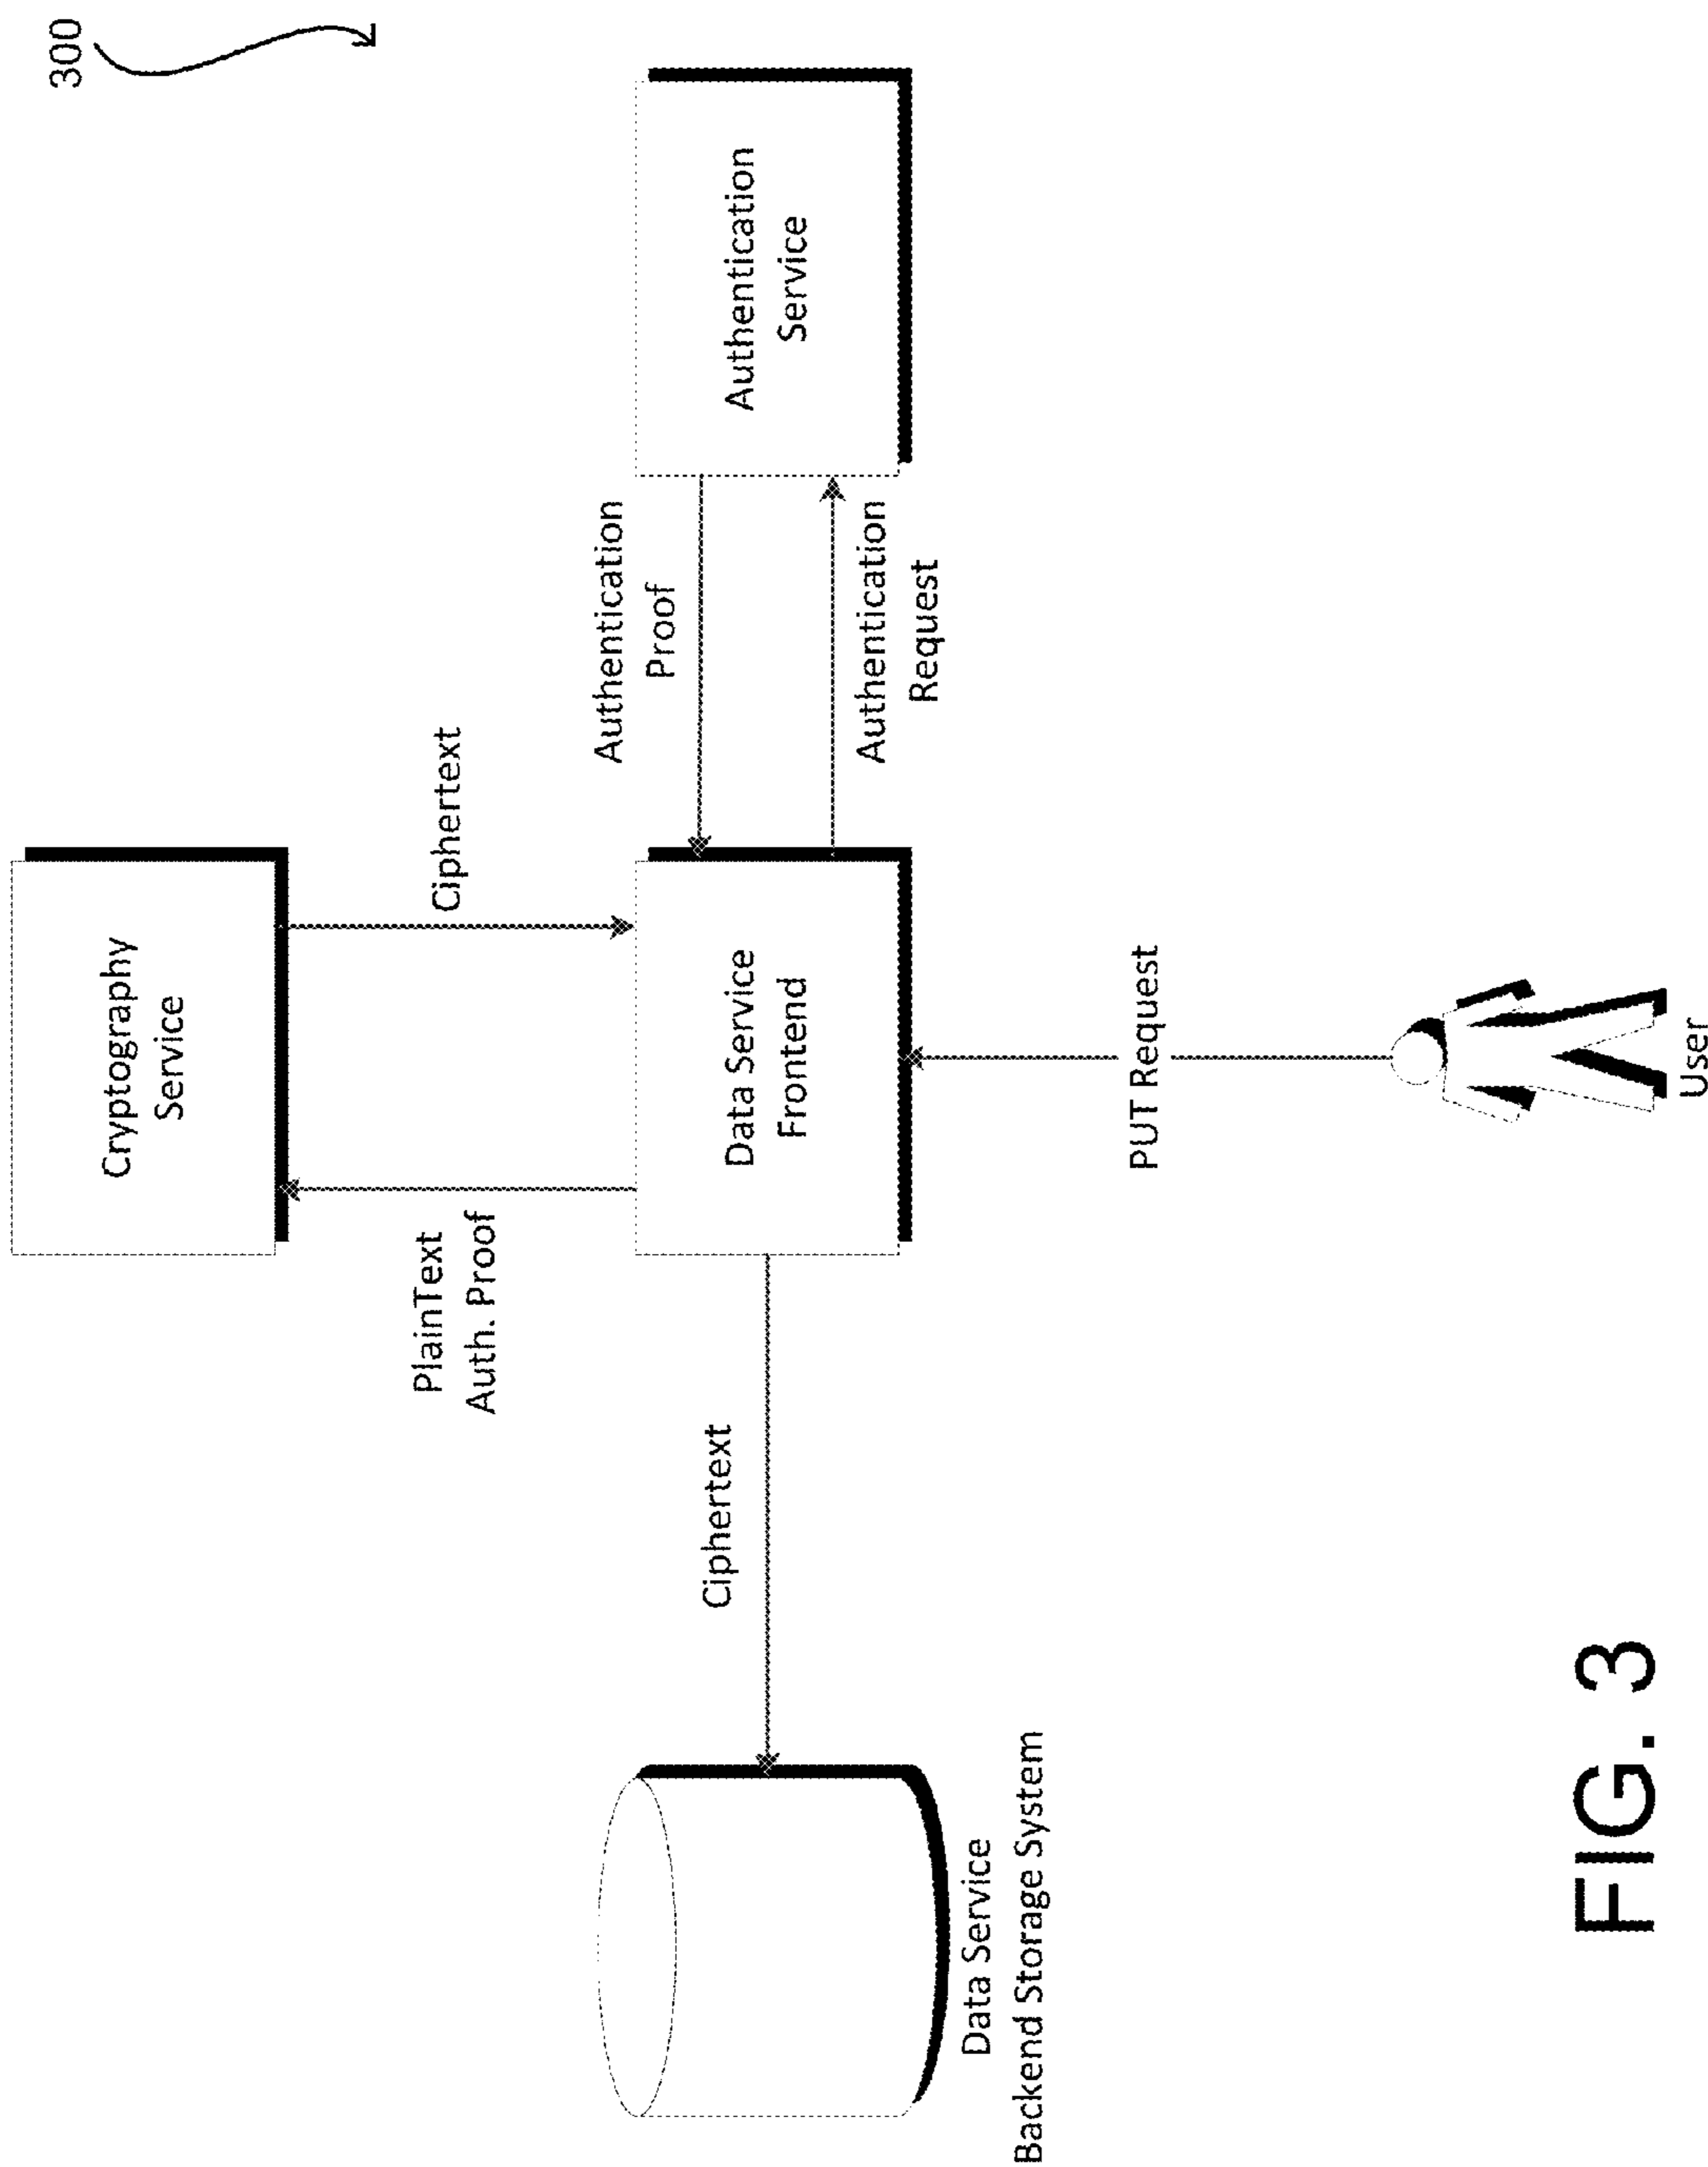 300
Cryptography
Service
PlainText
Auth. Proof
Ciphertext
Ciphertext
Data Service
Frontend
Authentication
Proof
Authentication
Request
Authentication
Service
Data Service
Backend Storage System
PUT Request
User
FIG. 3